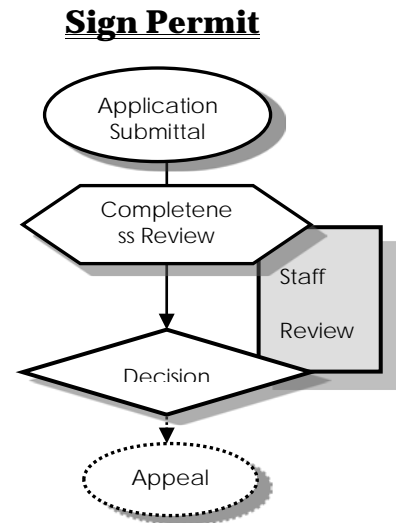 Sign Permit
Application
Submittal
Completene
ss Review
Staff
Review
Decision
Appeal